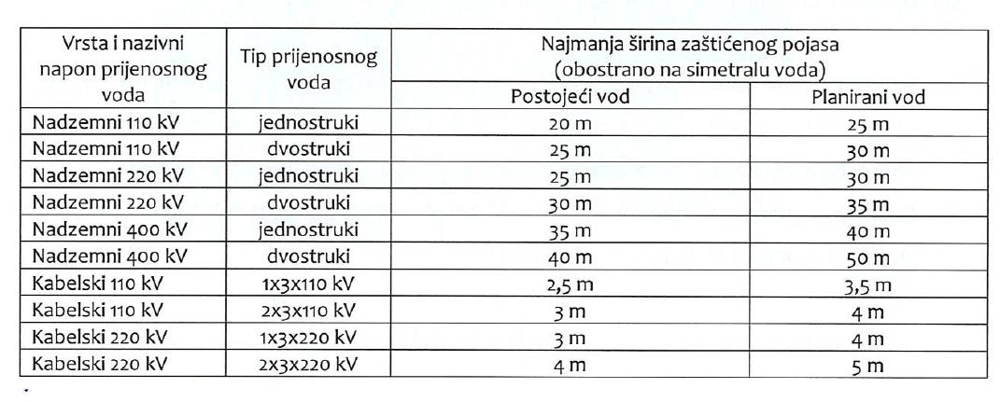 Vrsta i nazivni
napon prijenosnog
voda
Tip prijenosnog
voda
Najmanja širina zaštićenog pojasa
(obostrano na simetralu voda)
Postojeći vod Planirani vod
Nadzemni 110 kV jednostruki 20 m 25 m
Nadzemni 110 kV dvostruki 25 m 30 m
Nadzemni 220 kV jednostruki 25 m 30 m
Nadzemni 220 kV dvostruki 30 m 35 m
Nadzemni 400 kV jednostruki 35 m 40 m
Nadzemni 400 kV dvostruki 40 m 50 m
Kabelski 110 kV 1x3x110 kV 2,5 m 3,5 m
Kabelski 110 kV 2x3x110 kV 3 m 4 m
Kabelski 220 kV 1x3x220 kV 3 m 4 m
Kabelski 220 kV 2x3x220 kV 4 m 5 m